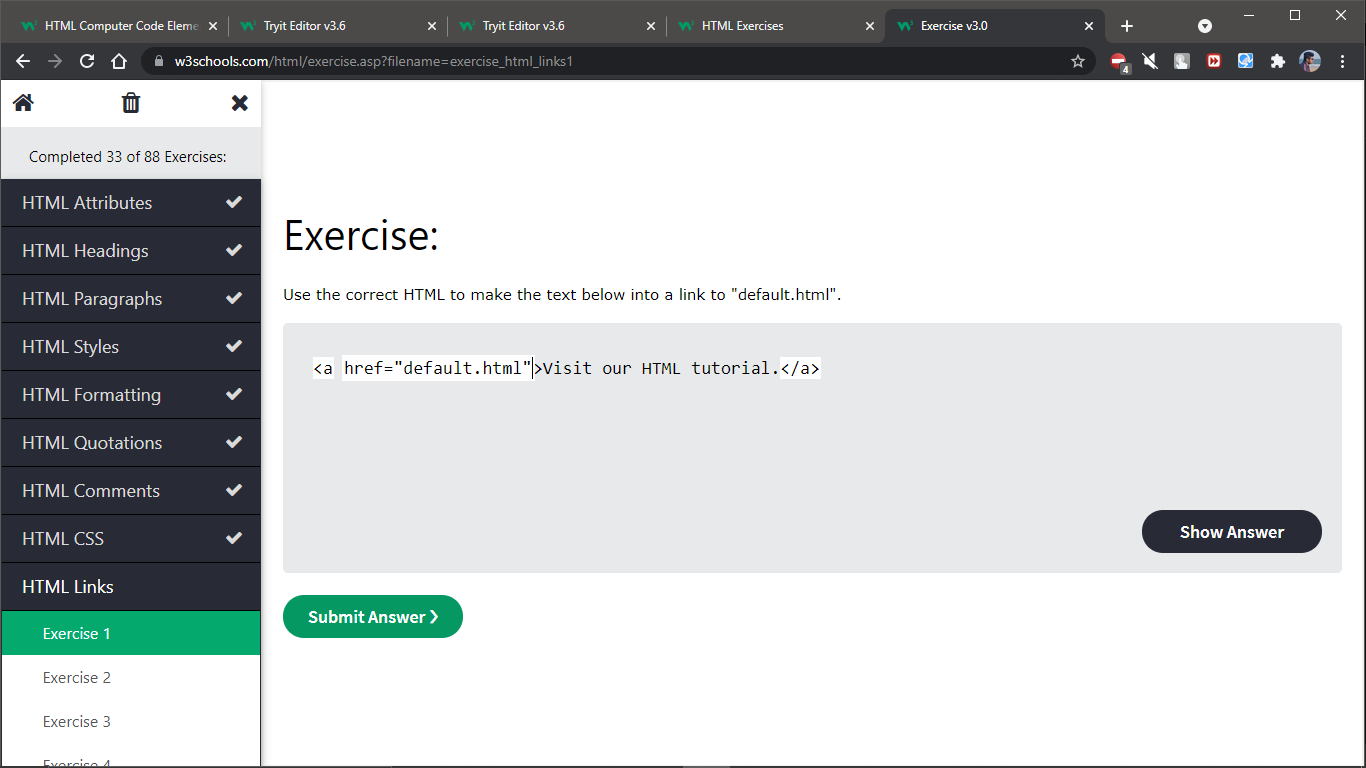 HTML Computer Code Eleme
Tryit Editor v3.6
Tryit Editor v3.6
HTML Exercises
Exercise v3.0
w3schools.com/html/exercise.asp?filename=exercise_html_links1
4
Completed 33 of 88 Exercises:
HTML Attributes
HTML Headings
HTML Paragraphs
HTML Styles
HTML Formatting
HTML Quotations
HTML Comments
HTML CSS
HTML Links
Exercise 1
Exercise 2
Exercise 3
Exercise 4
Exercise:
Use the correct HTML to make the text below into a link to "default.html".
<a href="default.html">Visit our HTML tutorial.</a>
Show Answer
Submit Answer ❯